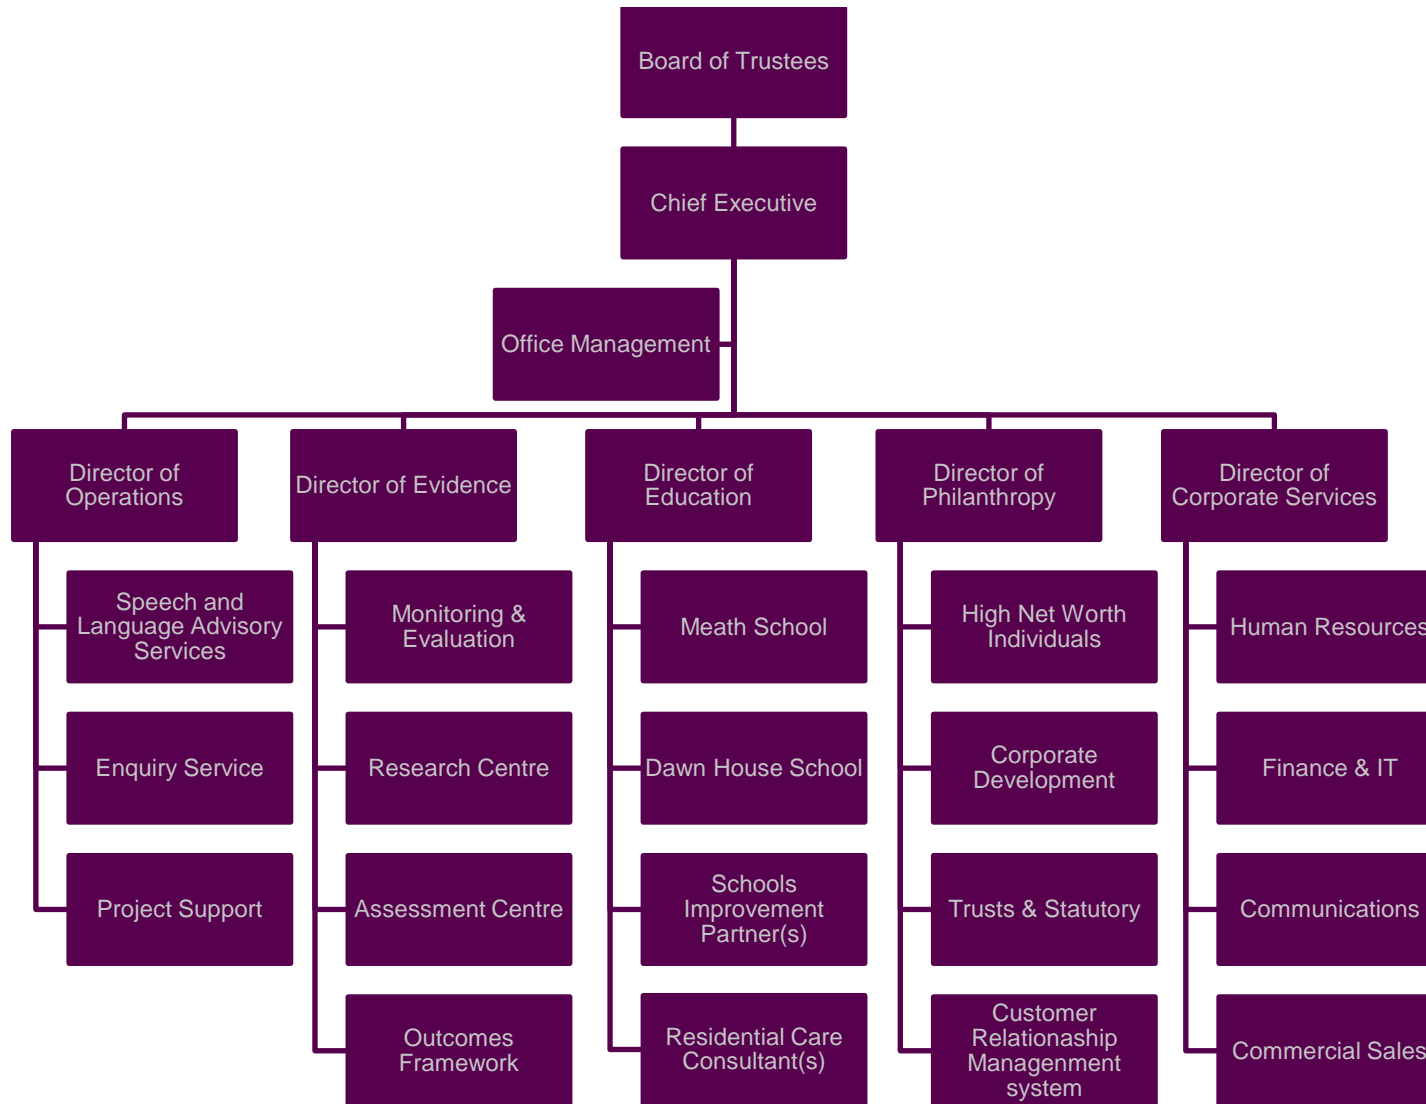 Board of Trustees
Chief Executive
Office Management
Director of
Operations
Director of Evidence
Director of
Education
Director of
Philanthropy
Director of
Corporate Services
Speech and
Language Advisory
Services
Monitoring &
Evaluation
Meath School
High Net Worth
Individuals
Human Resources
Enquiry Service
Research Centre
Dawn House School
Corporate
Development
Finance & IT
Project Support
Assessment Centre
Schools
Improvement
Partner(s)
Trusts & Statutory
Communications
Outcomes
Framework
Residential Care
Consultant(s)
Customer
Relationaship
Managenment
system
Commercial Sales